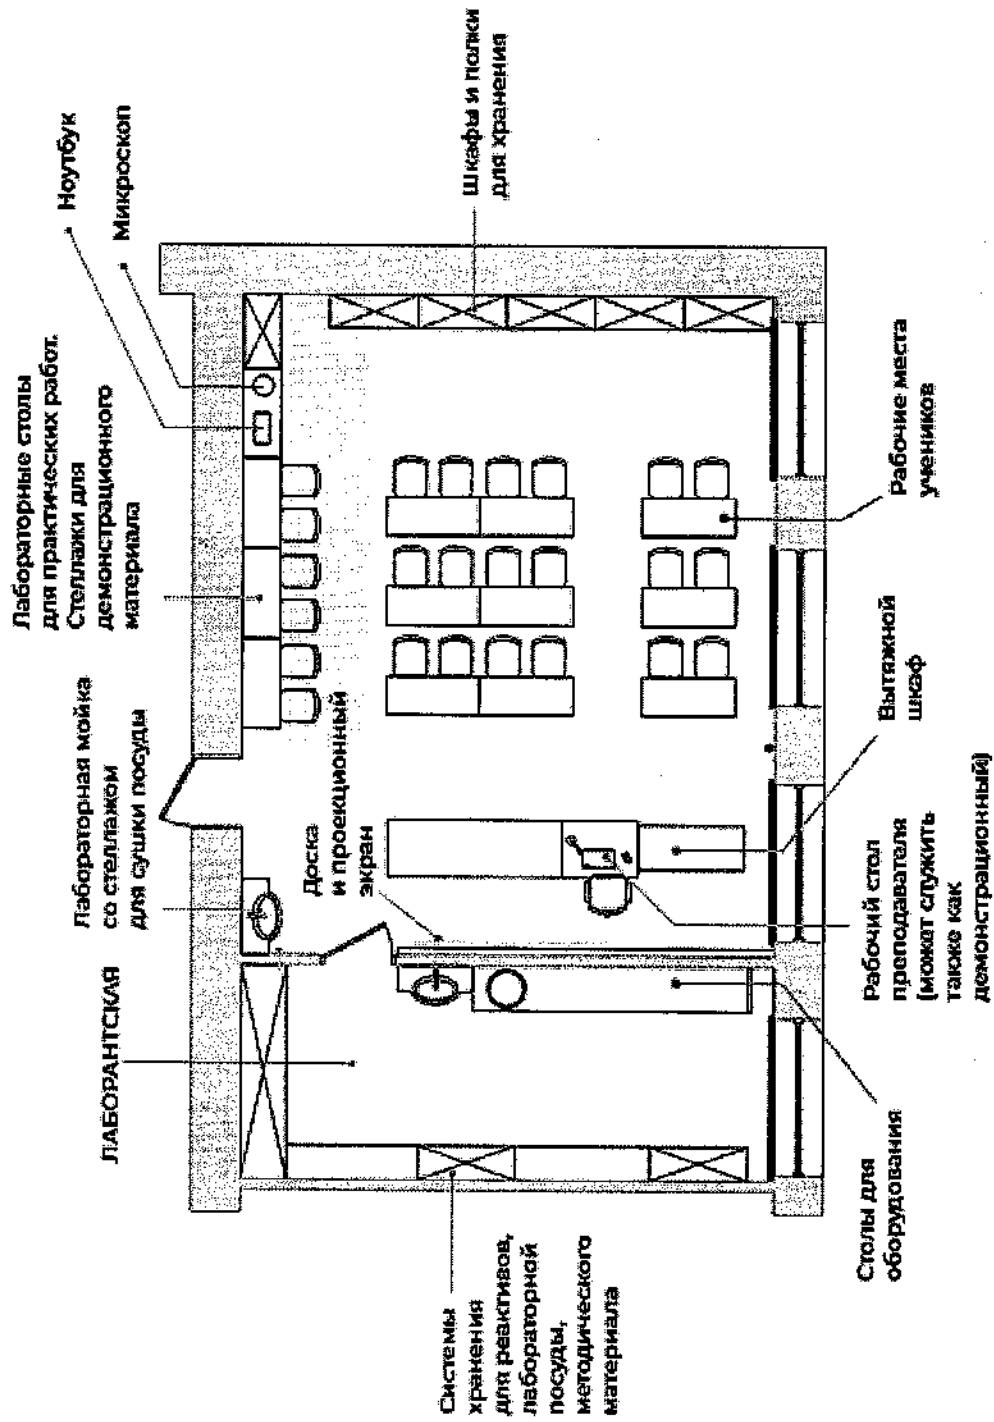 ЛАБОРАНТСКАЯ
Лабораторная мойка
со стеллажом
для сушки посуды
Лабораторные столы
для практических работ.
Стеллажи для
демонстрационного
материала
Ноутбук
Микроскоп
Доска
и проекционный
экран
Шкафы и полки
для хранения
Системы
хранения
для реактивов,
лабораторной
посуды,
методического
материала
Столы для
оборудования
Рабочий стол
преподавателя
(может служить
также как
демонстрационный)
Вытяжной
шкаф
Рабочие места
учеников